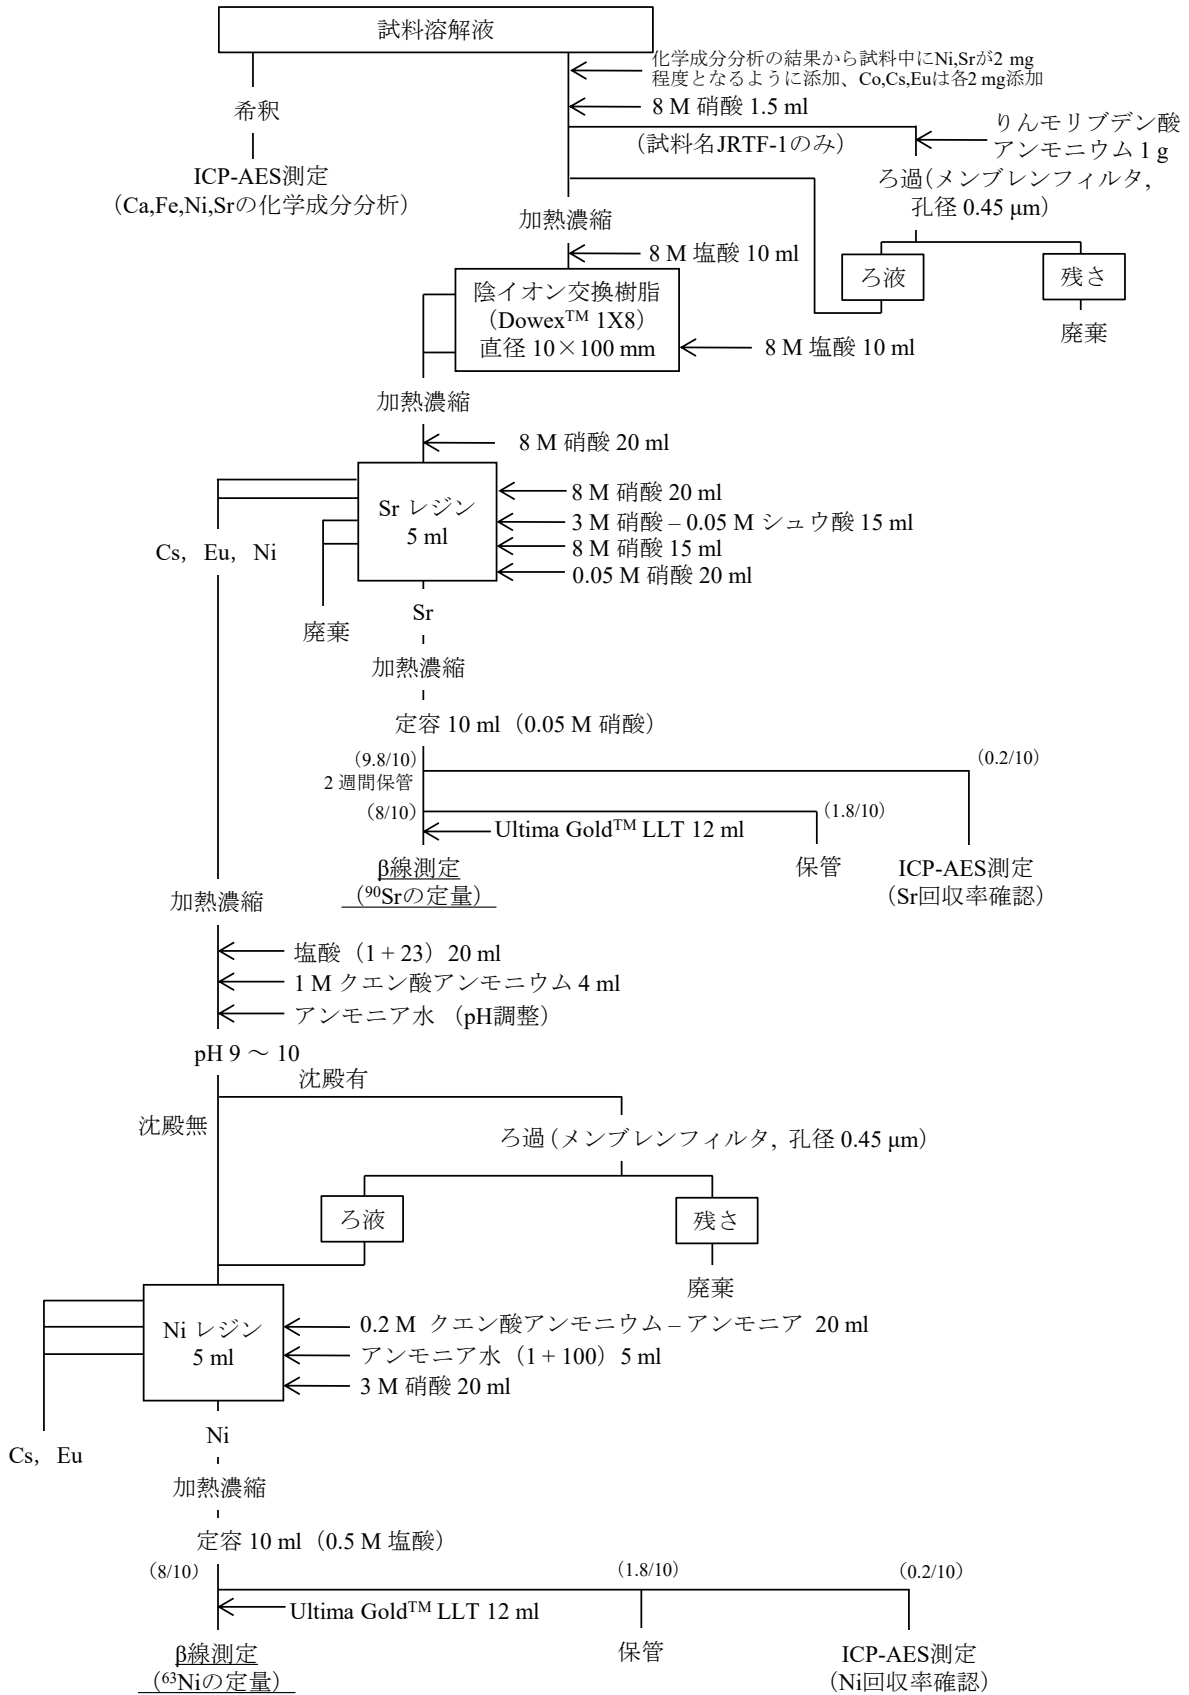 試料溶解液
化学成分分析の結果から試料中にNi,Srが2 mg
程度となるように添加、Co,Cs,Euは各2 mg添加
希釈
8 M 硝酸 1.5 ml
(試料名JRTF-1のみ)
りんモリブデン酸
アンモニウム 1 g
ICP-AES測定
(Ca,Fe,Ni,Srの化学成分分析)
ろ過(メンブレンフィルタ,
孔径 0.45 μm)
加熱濃縮
8 M 塩酸 10 ml
ろ液
残さ
廃棄
陰イオン交換樹脂
(Dowex™ 1X8)
直径 10×100 mm
8 M 塩酸 10 ml
加熱濃縮
8 M 硝酸 20 ml
Sr レジン
5 ml
8 M 硝酸 20 ml
3 M 硝酸 – 0.05 M シュウ酸 15 ml
8 M 硝酸 15 ml
0.05 M 硝酸 20 ml
Cs, Eu, Ni
廃棄
Sr
加熱濃縮
定容 10 ml(0.05 M 硝酸)
(9.8/10)
(0.2/10)
2 週間保管
(8/10)
(1.8/10)
Ultima Gold™ LLT 12 ml
β線測定
(⁹⁰Srの定量)
保管
ICP-AES測定
(Sr回収率確認)
加熱濃縮
塩酸(1 + 23)20 ml
1 M クエン酸アンモニウム 4 ml
アンモニア水 (pH調整)
pH 9 ~ 10
沈殿有
沈殿無
ろ過(メンブレンフィルタ, 孔径 0.45 μm)
ろ液
残さ
廃棄
Ni レジン
5 ml
0.2 M クエン酸アンモニウム – アンモニア 20 ml
アンモニア水(1 + 100)5 ml
3 M 硝酸 20 ml
Ni
Cs, Eu
加熱濃縮
定容 10 ml(0.5 M 塩酸)
(8/10)
(1.8/10)
(0.2/10)
Ultima Gold™ LLT 12 ml
β線測定
(⁶³Niの定量)
保管
ICP-AES測定
(Ni回収率確認)